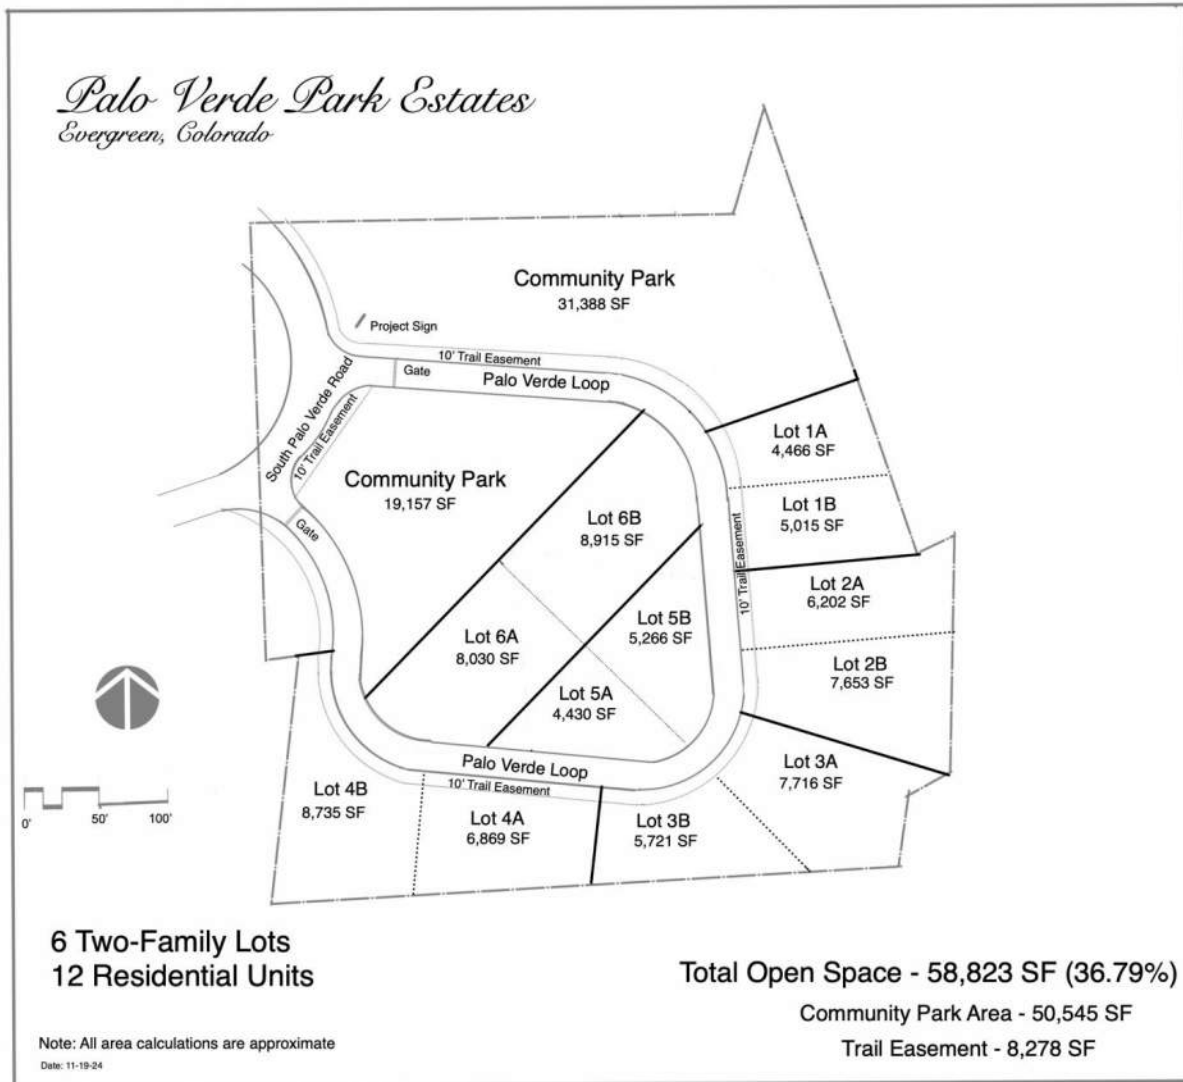 Palo Verde Park Estates
Evergreen, Colorado
Community Park
31,388 SF
Project Sign
10' Trail Easement
Gate
Palo Verde Loop
South Palo Verde Road
10' Trail Easement
Community Park
19,157 SF
Gate
Lot 1A
4,466 SF
Lot 1B
5,015 SF
10' Trail Easement
Lot 2A
6,202 SF
Lot 2B
7,653 SF
Lot 6B
8,915 SF
Lot 5B
5,266 SF
Lot 6A
8,030 SF
Lot 5A
4,430 SF
Palo Verde Loop
10' Trail Easement
Lot 3A
7,716 SF
Lot 4B
8,735 SF
Lot 4A
6,869 SF
Lot 3B
5,721 SF
0'
50'
100'
6 Two-Family Lots
12 Residential Units
Note: All area calculations are approximate
Date: 11-19-24
Total Open Space - 58,823 SF (36.79%)
Community Park Area - 50,545 SF
Trail Easement - 8,278 SF